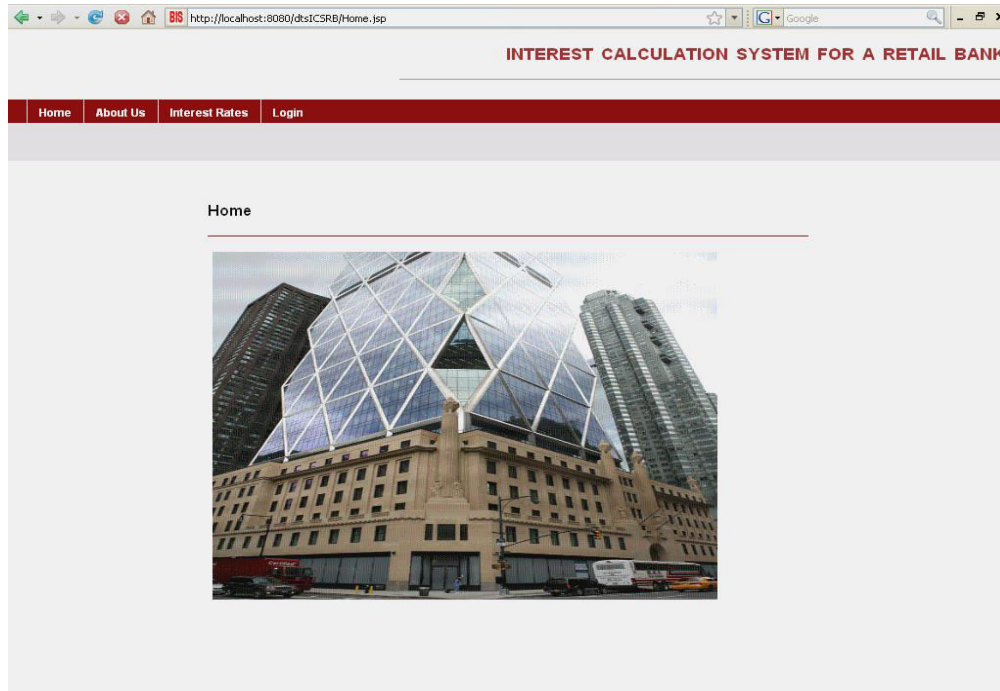 BIS http://localhost:8080/dtsICSRB/Home.jsp G Google
INTEREST CALCULATION SYSTEM FOR A RETAIL BANK
Home About Us Interest Rates Login
Home